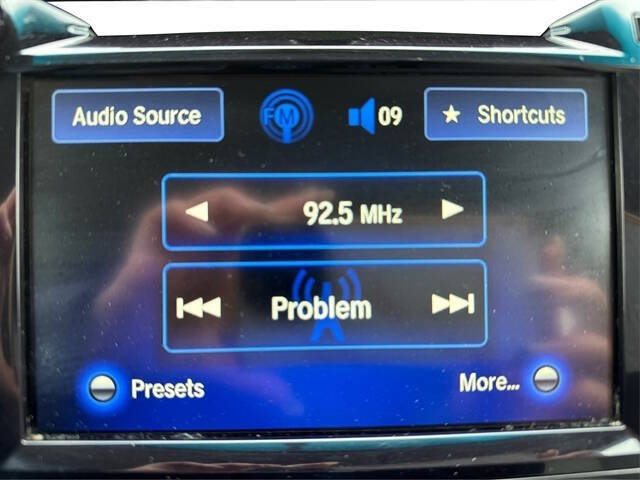 Audio Source FM 09 ★ Shortcuts
92.5 MHz
Problem
Presets More...